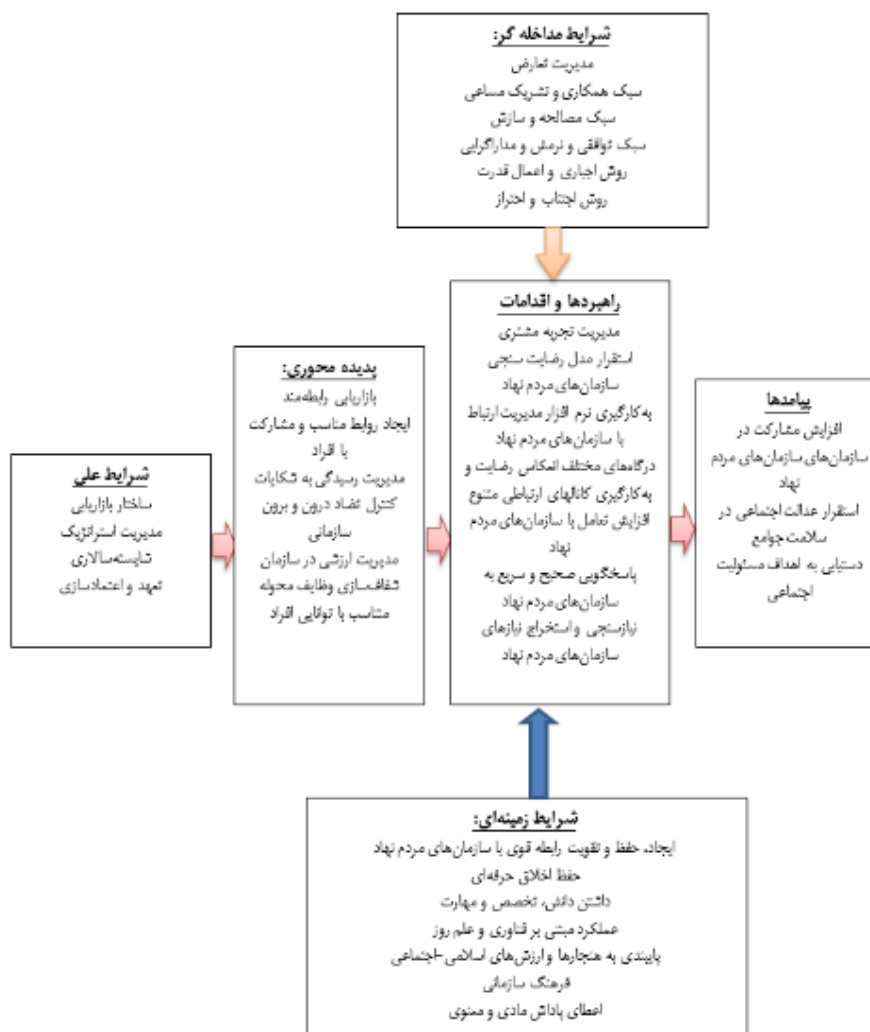 شرایط مداخله گر:
مدیریت تعارض
سبک همکاری و تشریک مساعی
سبک مصالحه و سازش
سبک توافقی و نرمش و مداراگرایی
روش اجباری و اعمال قدرت
روش اجتناب و احتراز
شرایط علی
ساختار بازاریابی
مدیریت استراتژیک
شایسته‌سالاری
تعهد و اعتمادسازی
پدیده محوری:
بازاریابی رابطه‌مند
ایجاد روابط مناسب و مشارکت
با افراد
مدیریت رسیدگی به شکایات
کنترل تضاد درون و برون
سازمانی
مدیریت ارزشی در سازمان
شفاف‌سازی وظایف محوله
متناسب با توانایی افراد
راهبردها و اقدامات
مدیریت تجربه مشتری
استقرار مدل رضایت سنجی
سازمان‌های مردم نهاد
به‌کارگیری نرم افزار مدیریت ارتباط
با سازمان‌های مردم نهاد
درگاه‌های مختلف انعکاس رضایت و
به‌کارگیری کانالهای ارتباطی متنوع
افزایش تعامل با سازمان‌های مردم
نهاد
پاسخگویی صحیح و سریع به
سازمان‌های مردم نهاد
نیازسنجی و استخراج نیازهای
سازمان‌های مردم نهاد
پیامدها
افزایش مشارکت در
سازمان‌های سازمان‌های مردم
نهاد
استقرار عدالت اجتماعی در
سلامت جوامع
دستیابی به اهداف مسئولیت
اجتماعی
شرایط زمینه‌ای:
ایجاد، حفظ و تقویت رابطه قوی با سازمان‌های مردم نهاد
حفظ اخلاق حرفه‌ای
داشتن دانش، تخصص و مهارت
عملکرد مبتنی بر فناوری و علم روز
پایبندی به هنجارها و ارزش‌های اسلامی-اجتماعی
فرهنگ سازمانی
اعطای پاداش مادی و معنوی